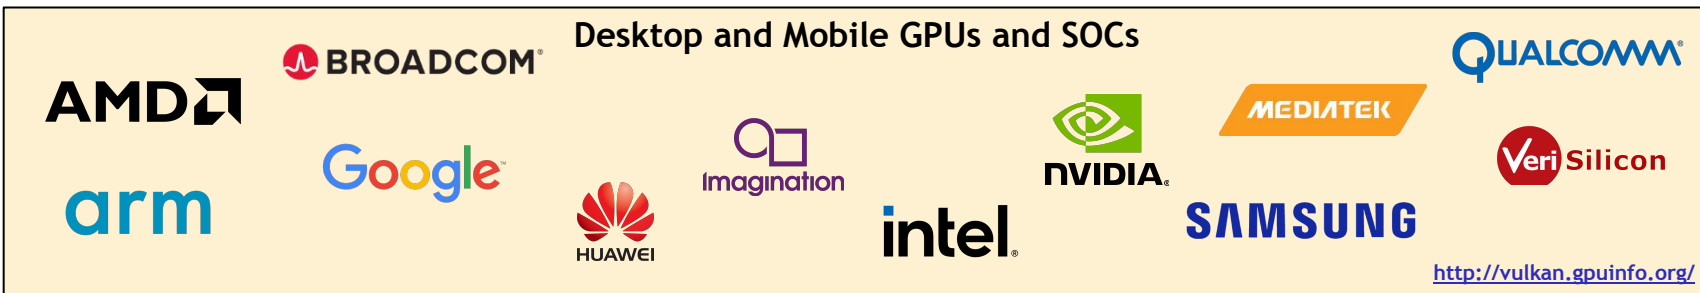 Desktop and Mobile GPUs and SOCs
BROADCOM®
QUALCOMM®
AMD
MEDIATEK
Google™
Imagination
NVIDIA®
VeriSilicon
arm
HUAWEI
intel®
SAMSUNG
http://vulkan.gpuinfo.org/